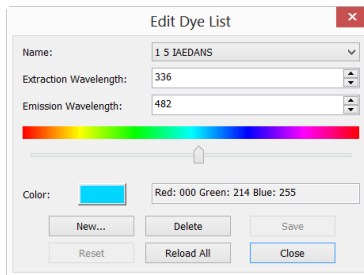 Edit Dye List
Name: 1 5 IAEDANS
Extraction Wavelength: 336
Emission Wavelength: 482
Color: Red: 000 Green: 214 Blue: 255
New... Delete Save
Reset Reload All Close